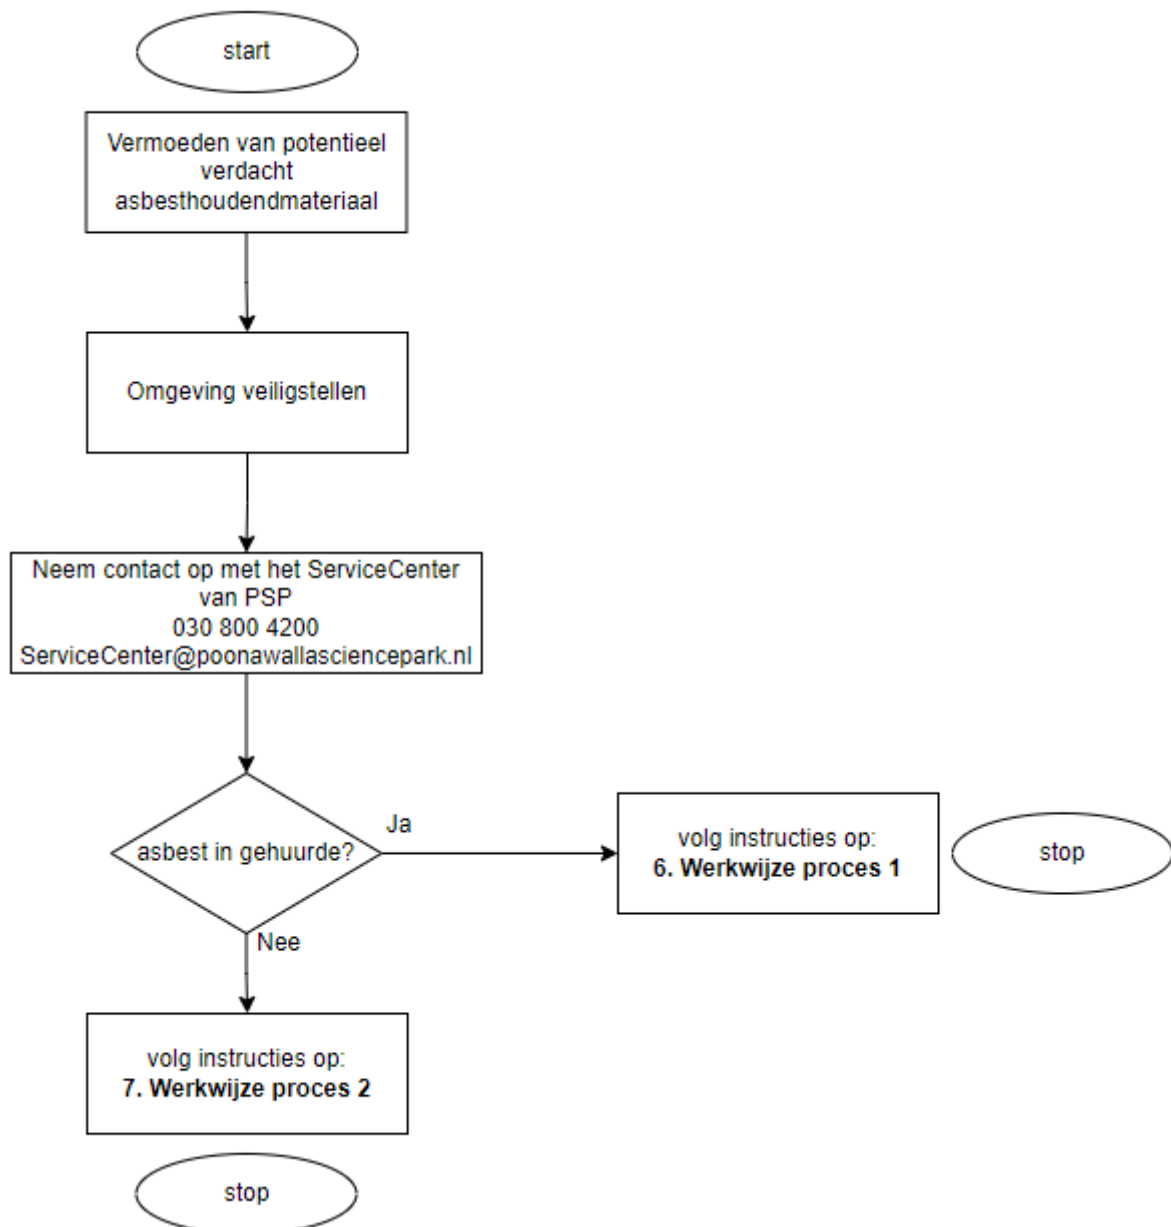 start
Vermoeden van potentieel
verdacht
asbesthoudendmateriaal
Omgeving veiligstellen
Neem contact op met het ServiceCenter
van PSP
030 800 4200
ServiceCenter@poonawallasciencepark.nl
asbest in gehuurde?
Ja
volg instructies op:
6. Werkwijze proces 1
stop
Nee
volg instructies op:
7. Werkwijze proces 2
stop